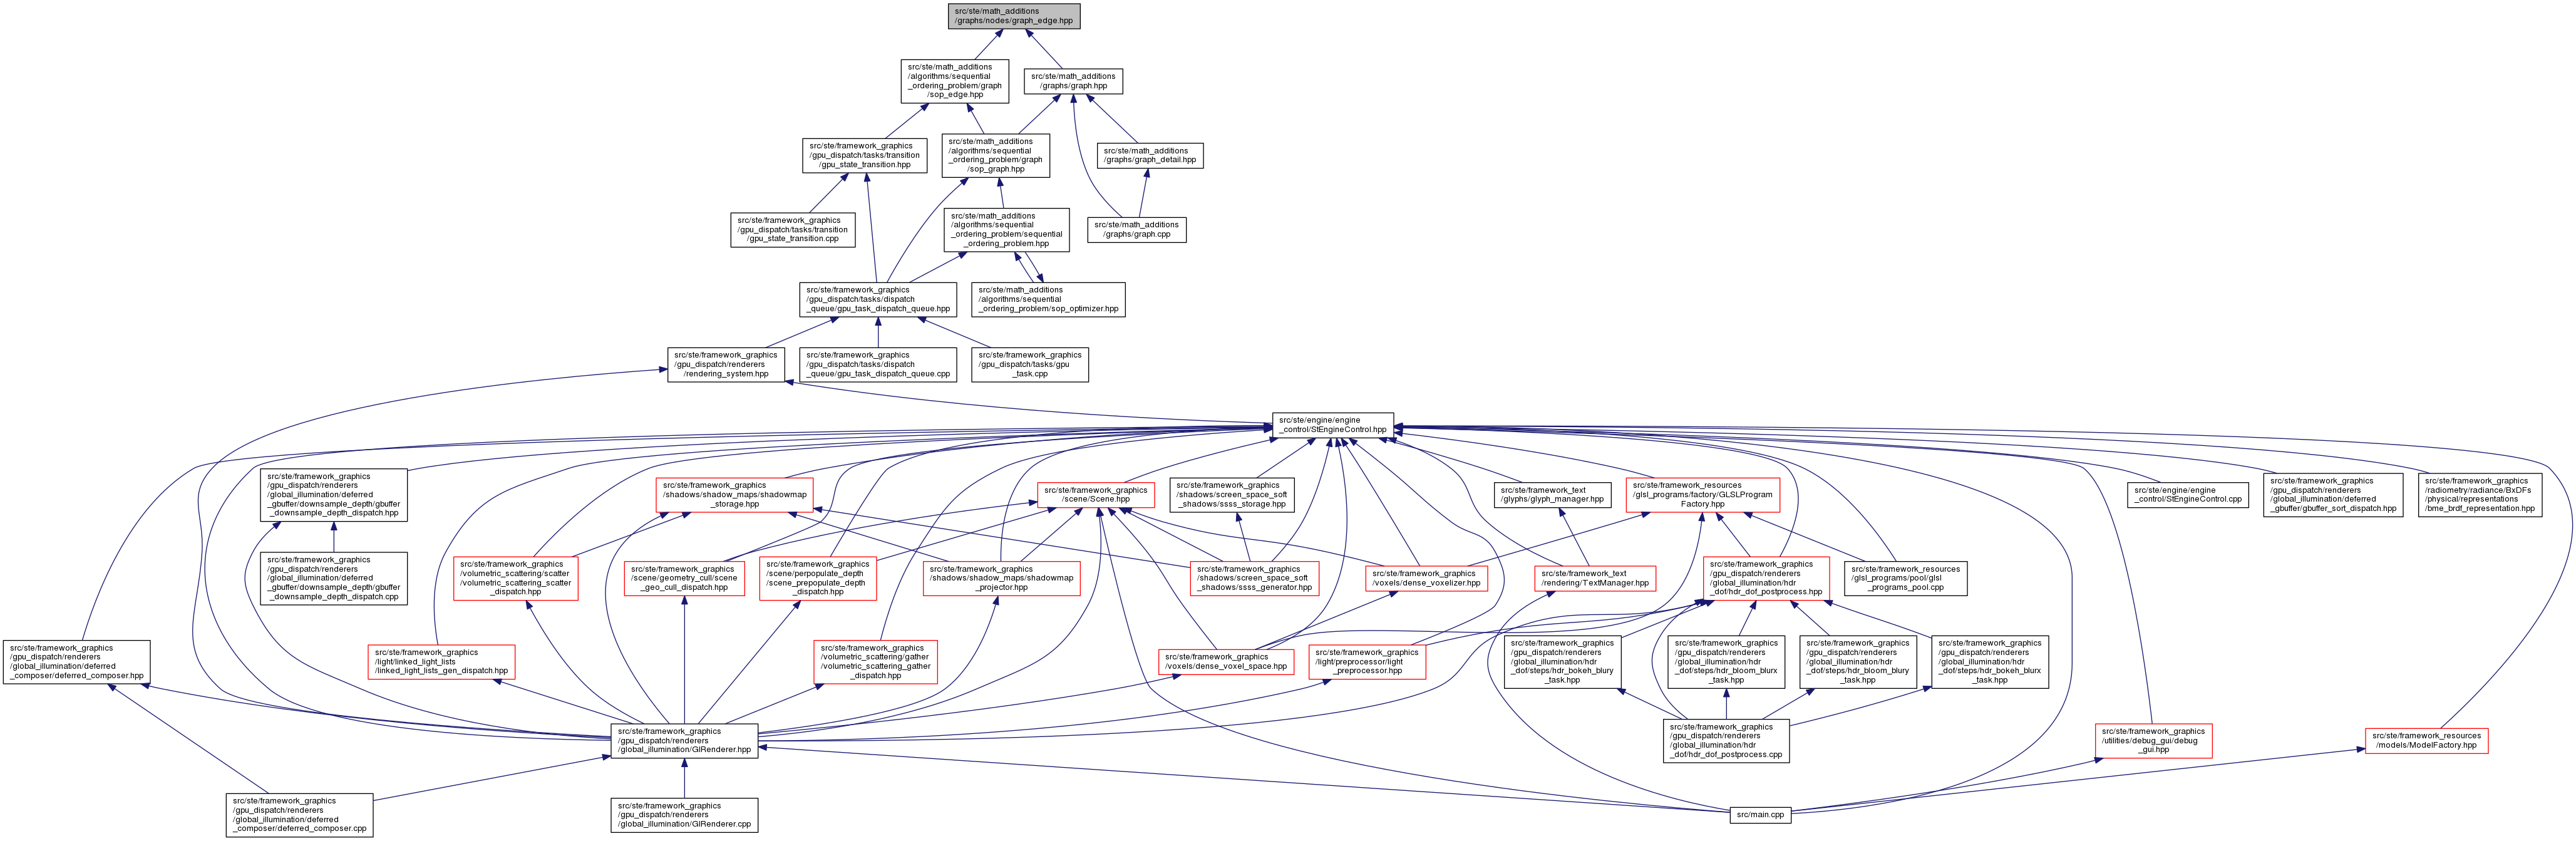 src/ste/math_additions
/graphs/nodes/graph_edge.hpp
src/ste/math_additions
/algorithms/sequential
_ordering_problem/graph
/sop_edge.hpp
src/ste/math_additions
/graphs/graph.hpp
src/ste/framework_graphics
/gpu_dispatch/tasks/transition
/gpu_state_transition.hpp
src/ste/math_additions
/algorithms/sequential
_ordering_problem/graph
/sop_graph.hpp
src/ste/math_additions
/graphs/graph_detail.hpp
src/ste/framework_graphics
/gpu_dispatch/tasks/transition
/gpu_state_transition.cpp
src/ste/math_additions
/algorithms/sequential
_ordering_problem/sequential
_ordering_problem.hpp
src/ste/math_additions
/graphs/graph.cpp
src/ste/framework_graphics
/gpu_dispatch/tasks/dispatch
_queue/gpu_task_dispatch_queue.hpp
src/ste/math_additions
/algorithms/sequential
_ordering_problem/sop_optimizer.hpp
src/ste/framework_graphics
/gpu_dispatch/renderers
/rendering_system.hpp
src/ste/framework_graphics
/gpu_dispatch/tasks/dispatch
_queue/gpu_task_dispatch_queue.cpp
src/ste/framework_graphics
/gpu_dispatch/tasks/gpu
_task.cpp
src/ste/engine/engine
_control/StEngineControl.hpp
src/ste/framework_graphics
/gpu_dispatch/renderers
/global_illumination/deferred
_gbuffer/downsample_depth/gbuffer
_downsample_depth_dispatch.hpp
src/ste/framework_graphics
/shadows/shadow_maps/shadowmap
_storage.hpp
src/ste/framework_graphics
/scene/Scene.hpp
src/ste/framework_graphics
/shadows/screen_space_soft
_shadows/ssss_storage.hpp
src/ste/framework_text
/glyphs/glyph_manager.hpp
src/ste/framework_resources
/glsl_programs/factory/GLSLProgram
Factory.hpp
src/ste/engine/engine
_control/StEngineControl.cpp
src/ste/framework_graphics
/gpu_dispatch/renderers
/global_illumination/deferred
_gbuffer/gbuffer_sort_dispatch.hpp
src/ste/framework_graphics
/radiometry/radiance/BxDFs
/physical/representations
/bme_brdf_representation.hpp
src/ste/framework_graphics
/gpu_dispatch/renderers
/global_illumination/deferred
_gbuffer/downsample_depth/gbuffer
_downsample_depth_dispatch.cpp
src/ste/framework_graphics
/volumetric_scattering/scatter
/volumetric_scattering_scatter
_dispatch.hpp
src/ste/framework_graphics
/scene/geometry_cull/scene
_geo_cull_dispatch.hpp
src/ste/framework_graphics
/scene/perpopulate_depth
/scene_prepopulate_depth
_dispatch.hpp
src/ste/framework_graphics
/shadows/shadow_maps/shadowmap
_projector.hpp
src/ste/framework_graphics
/shadows/screen_space_soft
_shadows/ssss_generator.hpp
src/ste/framework_graphics
/voxels/dense_voxelizer.hpp
src/ste/framework_text
/rendering/TextManager.hpp
src/ste/framework_graphics
/gpu_dispatch/renderers
/global_illumination/hdr
_dof/hdr_dof_postprocess.hpp
src/ste/framework_resources
/glsl_programs/pool/glsl
_programs_pool.cpp
src/ste/framework_graphics
/gpu_dispatch/renderers
/global_illumination/deferred
_composer/deferred_composer.hpp
src/ste/framework_graphics
/light/linked_light_lists
/linked_light_lists_gen_dispatch.hpp
src/ste/framework_graphics
/volumetric_scattering/gather
/volumetric_scattering_gather
_dispatch.hpp
src/ste/framework_graphics
/voxels/dense_voxel_space.hpp
src/ste/framework_graphics
/light/preprocessor/light
_preprocessor.hpp
src/ste/framework_graphics
/gpu_dispatch/renderers
/global_illumination/hdr
_dof/steps/hdr_bokeh_blury
_task.hpp
src/ste/framework_graphics
/gpu_dispatch/renderers
/global_illumination/hdr
_dof/steps/hdr_bloom_blurx
_task.hpp
src/ste/framework_graphics
/gpu_dispatch/renderers
/global_illumination/hdr
_dof/steps/hdr_bloom_blury
_task.hpp
src/ste/framework_graphics
/gpu_dispatch/renderers
/global_illumination/hdr
_dof/steps/hdr_bokeh_blurx
_task.hpp
src/ste/framework_graphics
/gpu_dispatch/renderers
/global_illumination/GIRenderer.hpp
src/ste/framework_graphics
/gpu_dispatch/renderers
/global_illumination/hdr
_dof/hdr_dof_postprocess.cpp
src/ste/framework_graphics
/utilities/debug_gui/debug
_gui.hpp
src/ste/framework_resources
/models/ModelFactory.hpp
src/ste/framework_graphics
/gpu_dispatch/renderers
/global_illumination/deferred
_composer/deferred_composer.cpp
src/ste/framework_graphics
/gpu_dispatch/renderers
/global_illumination/GIRenderer.cpp
src/main.cpp